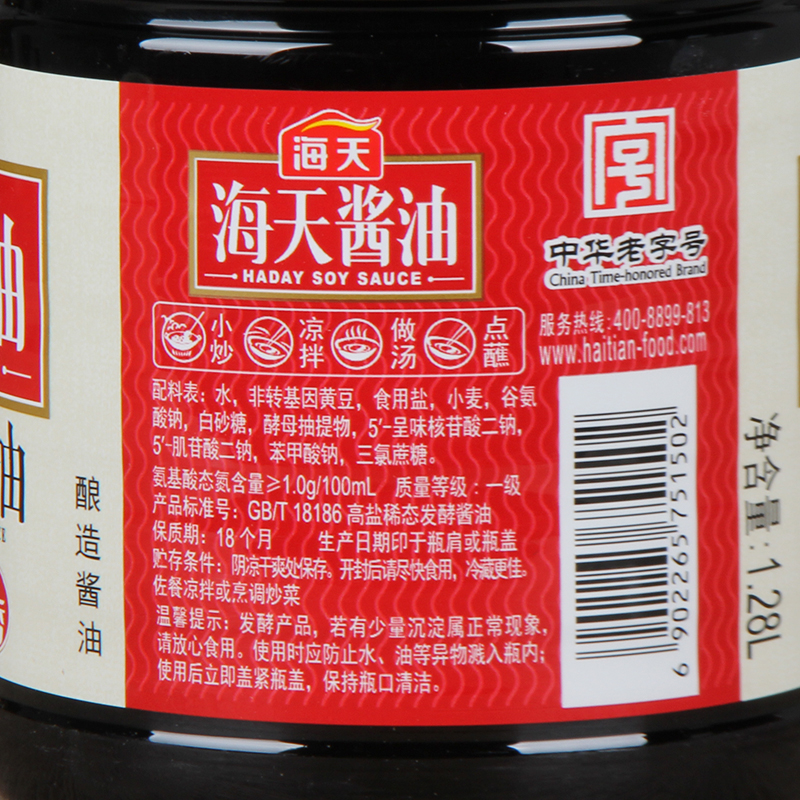 海天
海天酱油
HADAY SOY SAUCE
中华老字号
China Time-honored Brand
服务热线:400-8899-813
www.haitian-food.com
小炒 凉拌 做汤 点蘸
配料表：水，非转基因黄豆，食用盐，小麦，谷氨
酸钠，白砂糖，酵母抽提物，5′-呈味核苷酸二钠，
5′-肌苷酸二钠，苯甲酸钠，三氯蔗糖。
氨基酸态氮含量≥1.0g/100mL 质量等级：一级
产品标准号：GB/T 18186 高盐稀态发酵酱油
保质期：18个月 生产日期印于瓶肩或瓶盖
贮存条件：阴凉干爽处保存。开封后请尽快食用，冷藏更佳。
佐餐凉拌或烹调炒菜
温馨提示：发酵产品，若有少量沉淀属正常现象，
请放心食用。使用时应防止水、油等异物溅入瓶内；
使用后立即盖紧瓶盖，保持瓶口清洁。
6 902265 751502
净含量:1.28L
酿造酱油
油
油